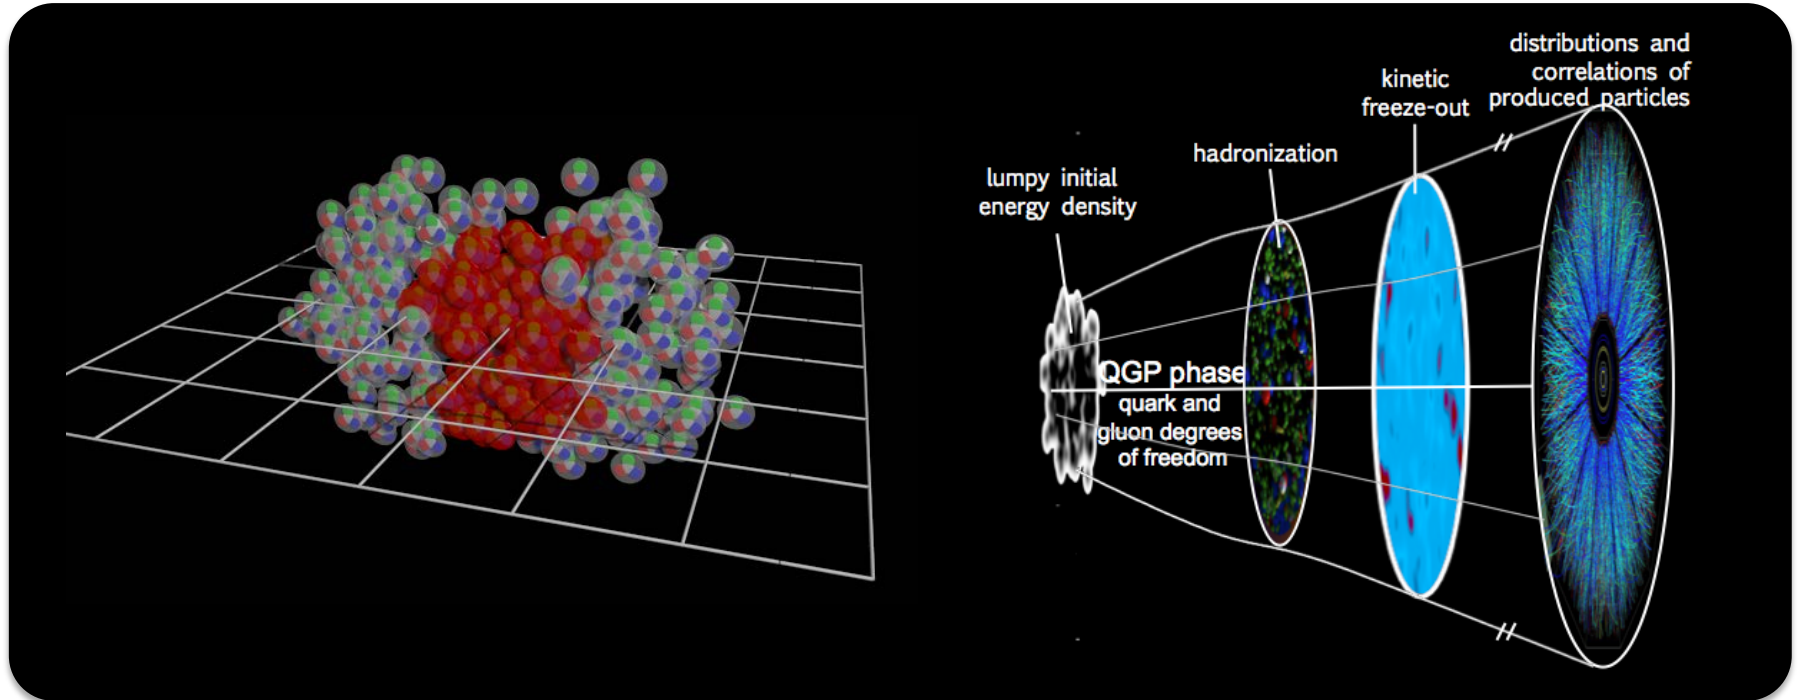 lumpy initial
energy density
QGP phase
quark and
gluon degrees
of freedom
hadronization
kinetic
freeze-out
distributions and
correlations of
produced particles